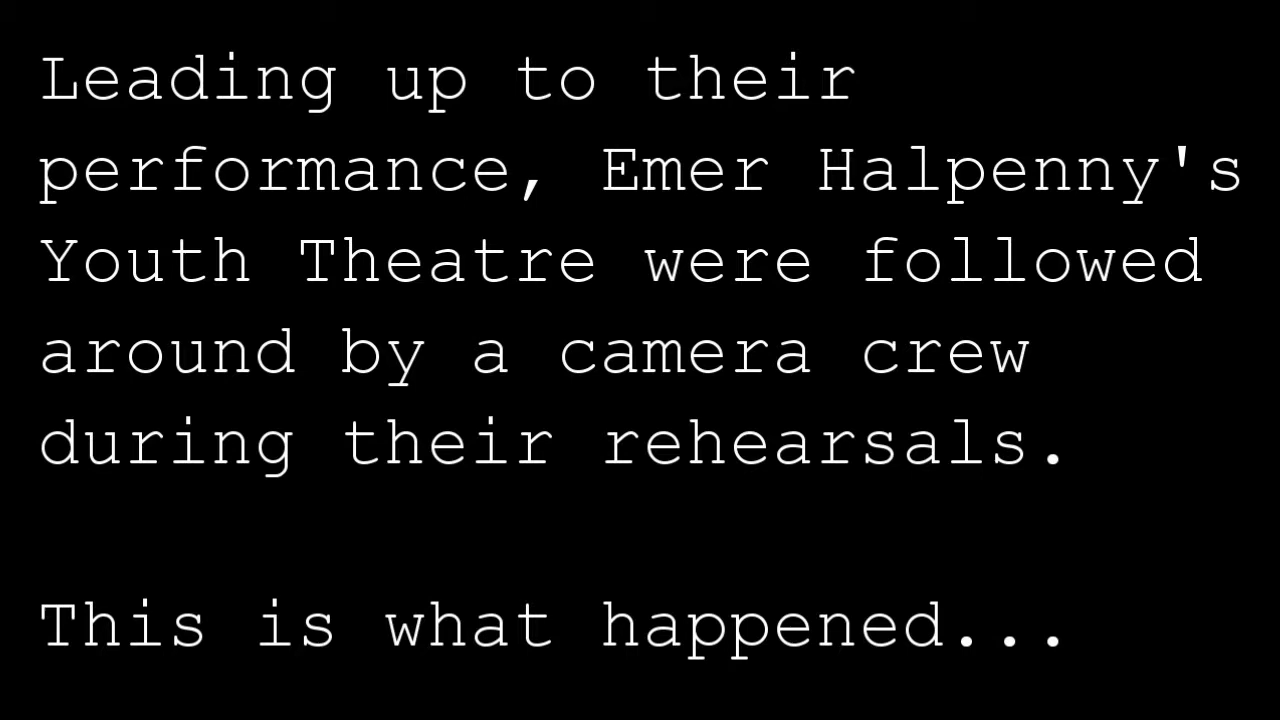 Leading up to their
performance, Emer Halpenny's
Youth Theatre were followed
around by a camera crew
during their rehearsals.
This is what happened...